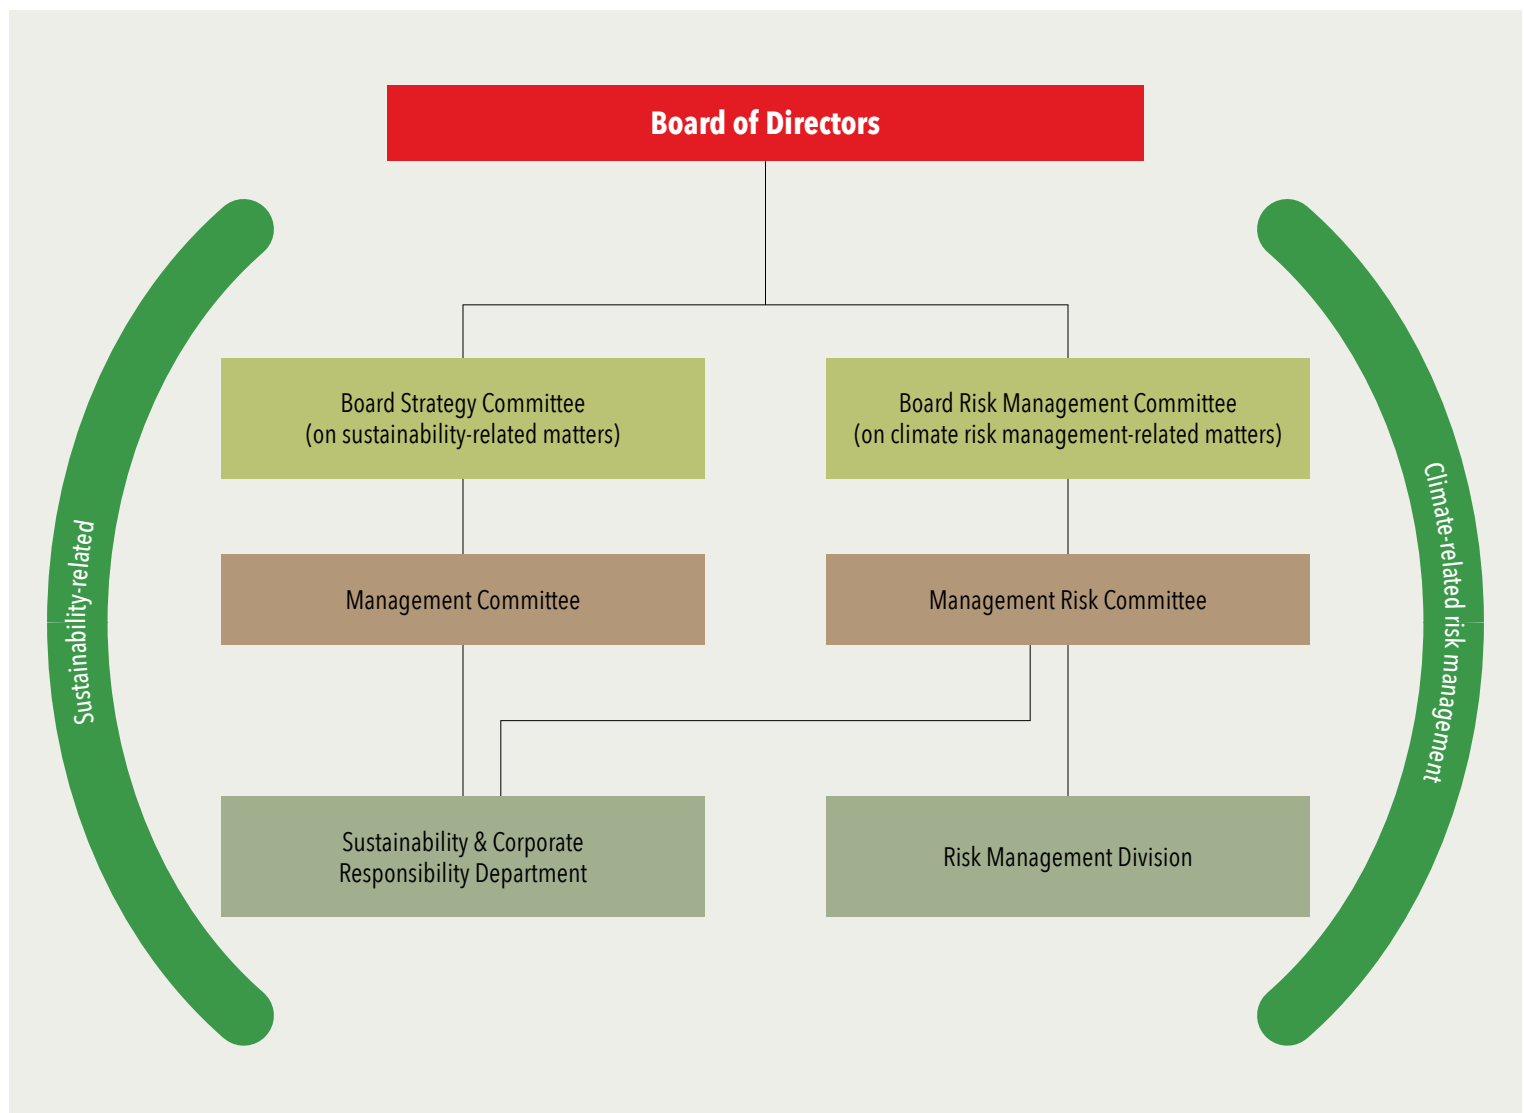 Board of Directors
Sustainability-related
Board Strategy Committee
(on sustainability-related matters)
Board Risk Management Committee
(on climate risk management-related matters)
Climate-related risk management
Management Committee
Management Risk Committee
Sustainability & Corporate
Responsibility Department
Risk Management Division